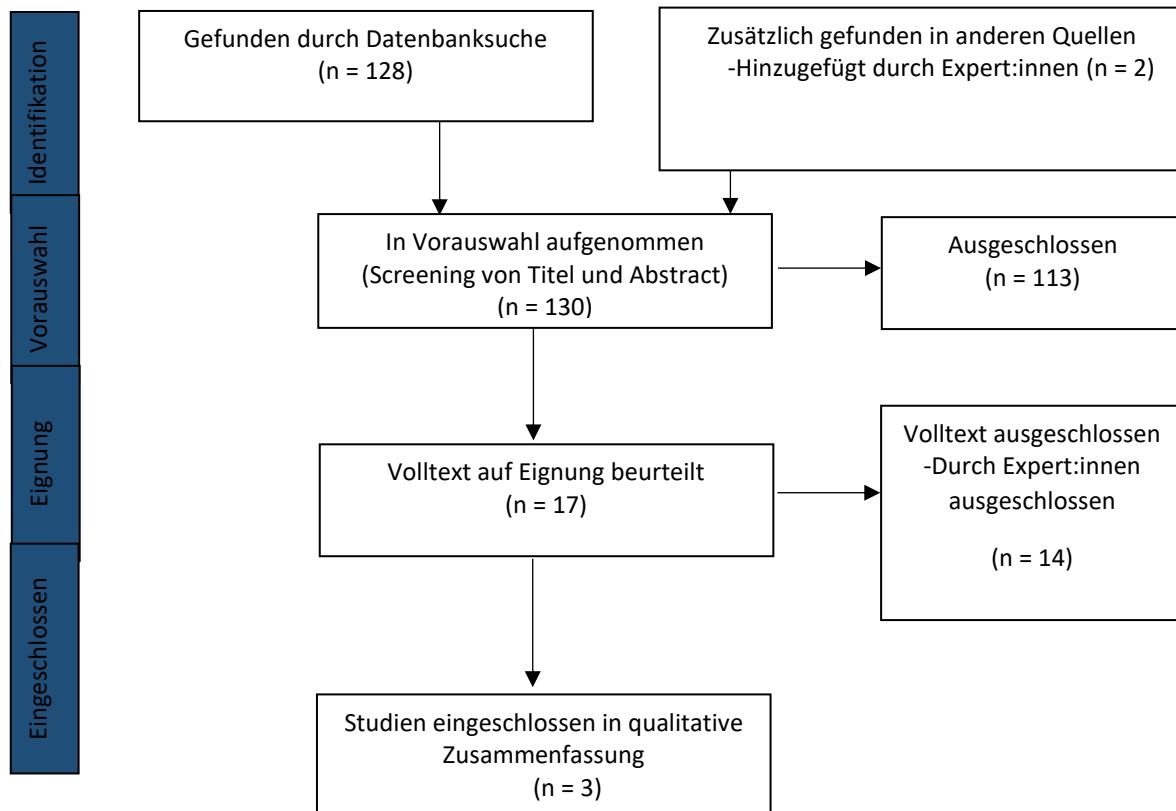 Identifikation
Gefunden durch Datenbanksuche
(n = 128)
Zusätzlich gefunden in anderen Quellen
-Hinzugefügt durch Expert:innen (n = 2)
Vorauswahl
In Vorauswahl aufgenommen
(Screening von Titel und Abstract)
(n = 130)
Ausgeschlossen
(n = 113)
Eignung
Volltext auf Eignung beurteilt
(n = 17)
Volltext ausgeschlossen
-Durch Expert:innen
ausgeschlossen
(n = 14)
Eingeschlossen
Studien eingeschlossen in qualitative
Zusammenfassung
(n = 3)